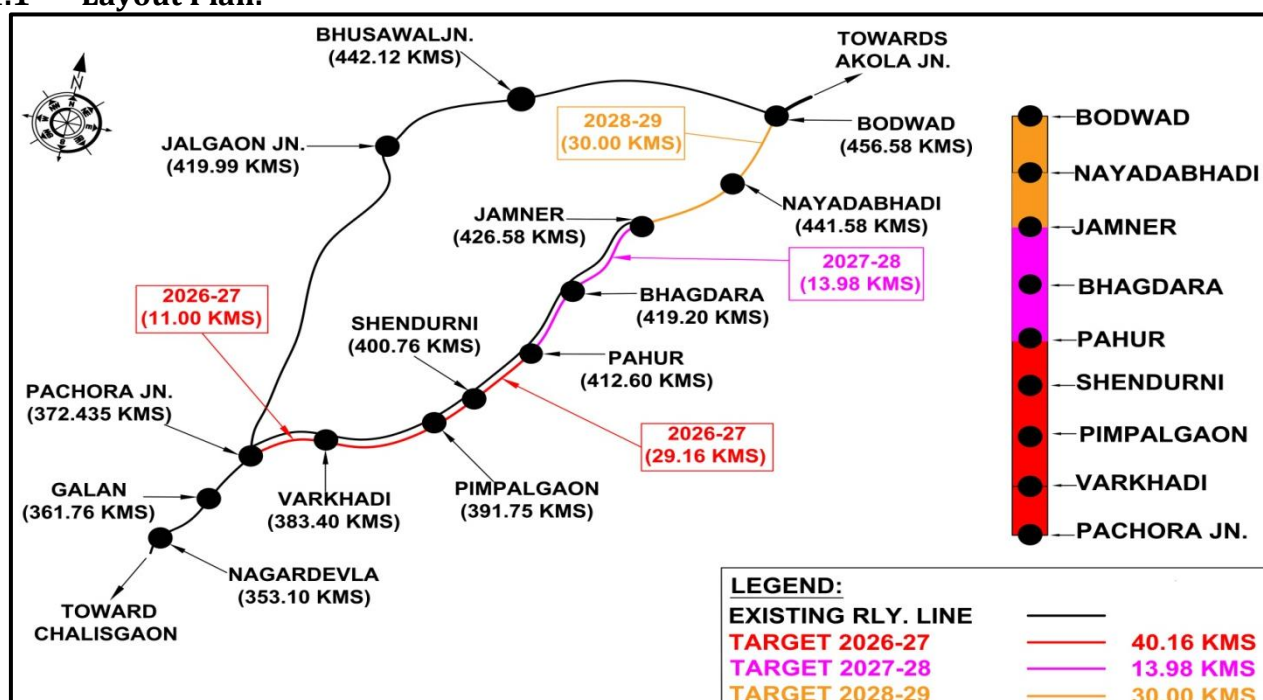 Layout Plan:
BHUSAWALJN.
(442.12 KMS)
TOWARDS
AKOLA JN.
N
2028-29
(30.00 KMS)
BODWAD
(456.58 KMS)
JALGAON JN.
(419.99 KMS)
NAYADABHADI
(441.58 KMS)
JAMNER
(426.58 KMS)
2027-28
(13.98 KMS)
2026-27
(11.00 KMS)
BHAGDARA
(419.20 KMS)
SHENDURNI
(400.76 KMS)
PAHUR
(412.60 KMS)
PACHORA JN.
(372.435 KMS)
2026-27
(29.16 KMS)
GALAN
(361.76 KMS)
VARKHADI
(383.40 KMS)
PIMPALGAON
(391.75 KMS)
NAGARDEVLA
(353.10 KMS)
TOWARD
CHALISGAON
BODWAD
NAYADABHADI
JAMNER
BHAGDARA
PAHUR
SHENDURNI
PIMPALGAON
VARKHADI
PACHORA JN.
LEGEND:
EXISTING RLY. LINE
TARGET 2026-27 40.16 KMS
TARGET 2027-28 13.98 KMS
TARGET 2028-29 30.00 KMS